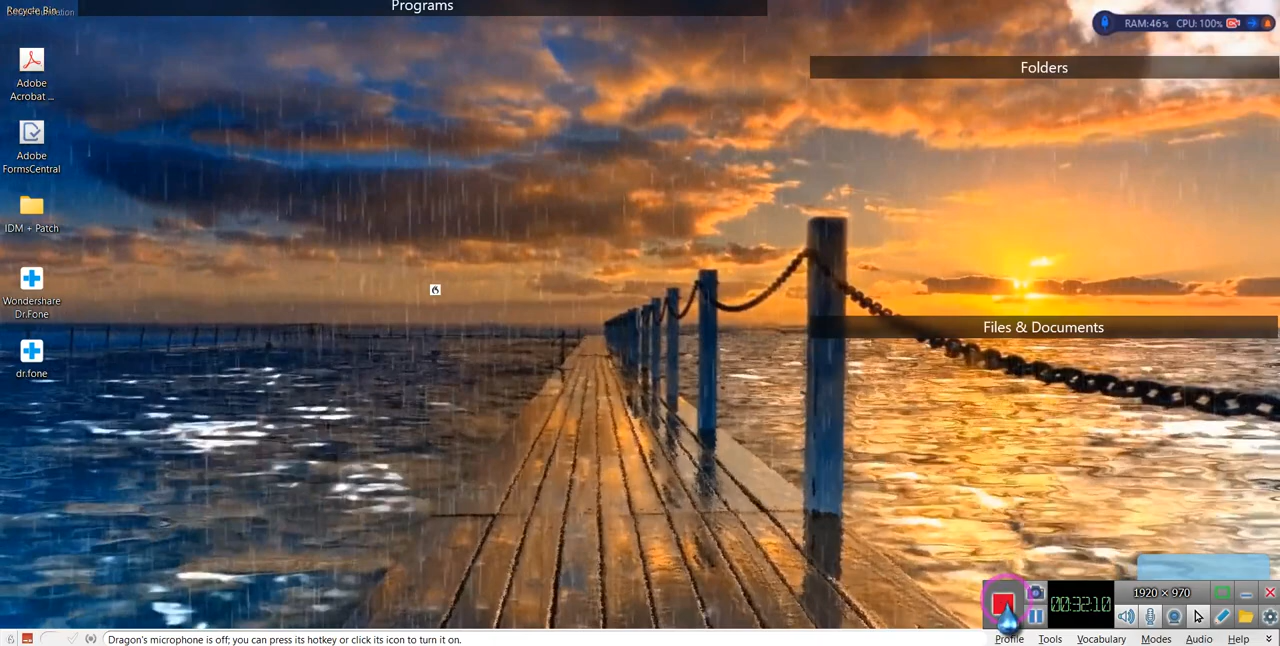 Recycle Bin
Programs
RAM:46% CPU: 100%
Folders
Adobe
Acrobat ...
Adobe
FormsCentral
IDM + Patch
Wondershare
Dr.Fone
Files & Documents
dr.fone
1920 × 970
00:32.10
Dragon's microphone is off; you can press its hotkey or click its icon to turn it on.
Profile Tools Vocabulary Modes Audio Help